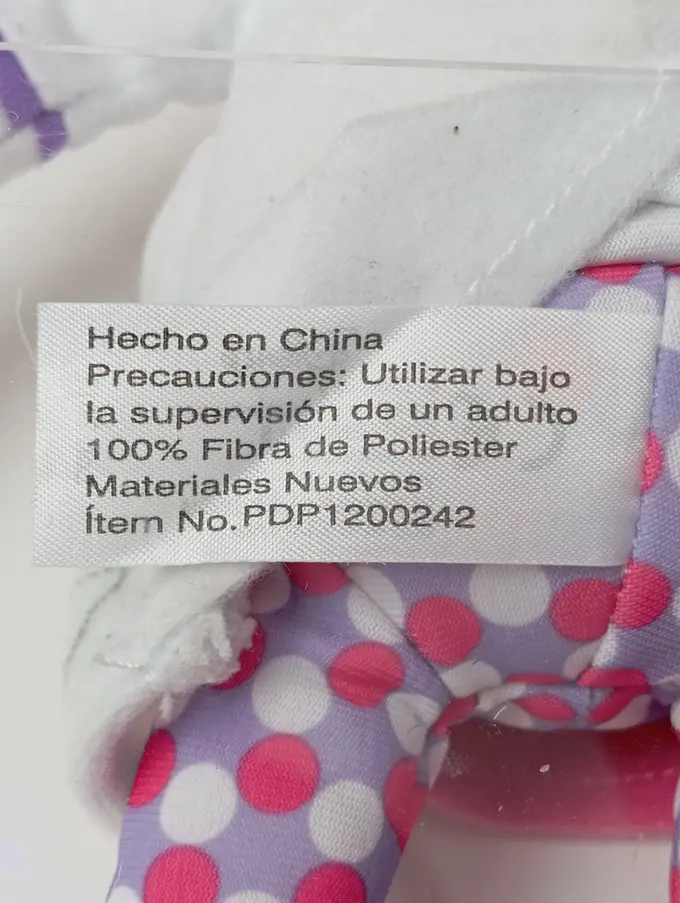 Hecho en China
Precauciones: Utilizar bajo
la supervisión de un adulto
100% Fibra de Poliester
Materiales Nuevos
Ítem No.PDP1200242